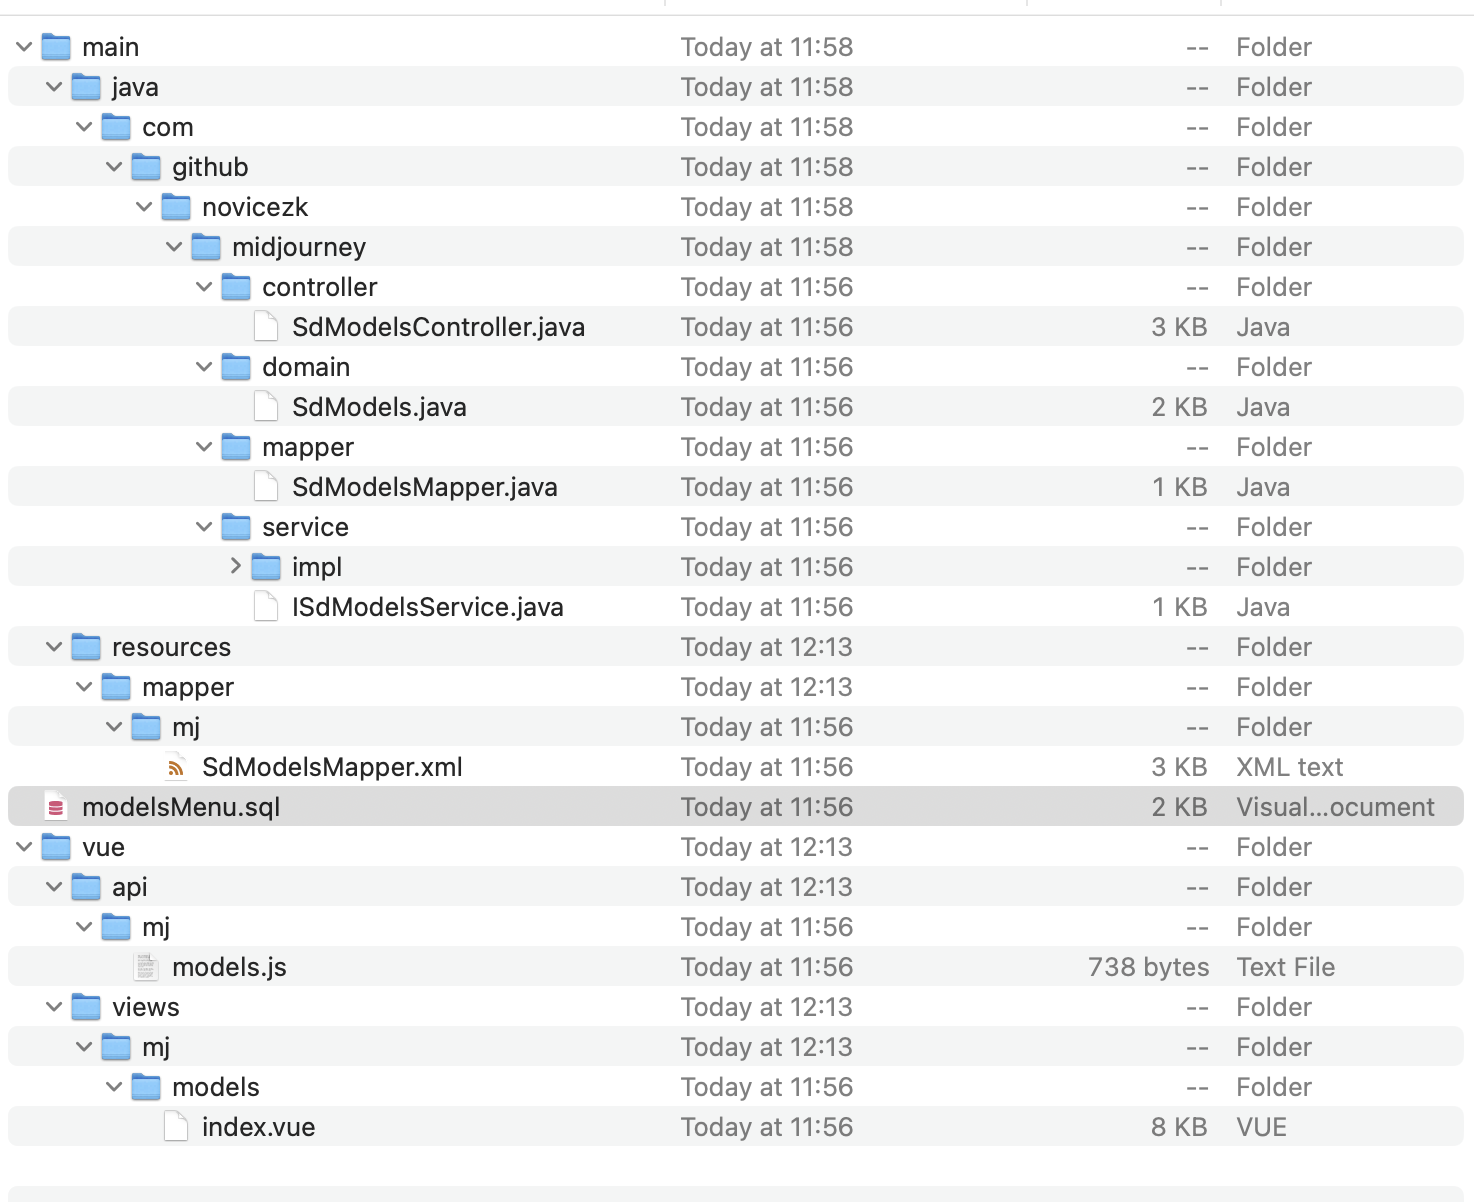 main Today at 11:58 -- Folder
java Today at 11:58 -- Folder
com Today at 11:58 -- Folder
github Today at 11:58 -- Folder
novicezk Today at 11:58 -- Folder
midjourney Today at 11:58 -- Folder
controller Today at 11:56 -- Folder
SdModelsController.java Today at 11:56 3 KB Java
domain Today at 11:56 -- Folder
SdModels.java Today at 11:56 2 KB Java
mapper Today at 11:56 -- Folder
SdModelsMapper.java Today at 11:56 1 KB Java
service Today at 11:56 -- Folder
impl Today at 11:56 -- Folder
ISdModelsService.java Today at 11:56 1 KB Java
resources Today at 12:13 -- Folder
mapper Today at 12:13 -- Folder
mj Today at 11:56 -- Folder
SdModelsMapper.xml Today at 11:56 3 KB XML text
modelsMenu.sql Today at 11:56 2 KB Visual...ocument
vue Today at 12:13 -- Folder
api Today at 12:13 -- Folder
mj Today at 11:56 -- Folder
models.js Today at 11:56 738 bytes Text File
views Today at 12:13 -- Folder
mj Today at 12:13 -- Folder
models Today at 11:56 -- Folder
index.vue Today at 11:56 8 KB VUE